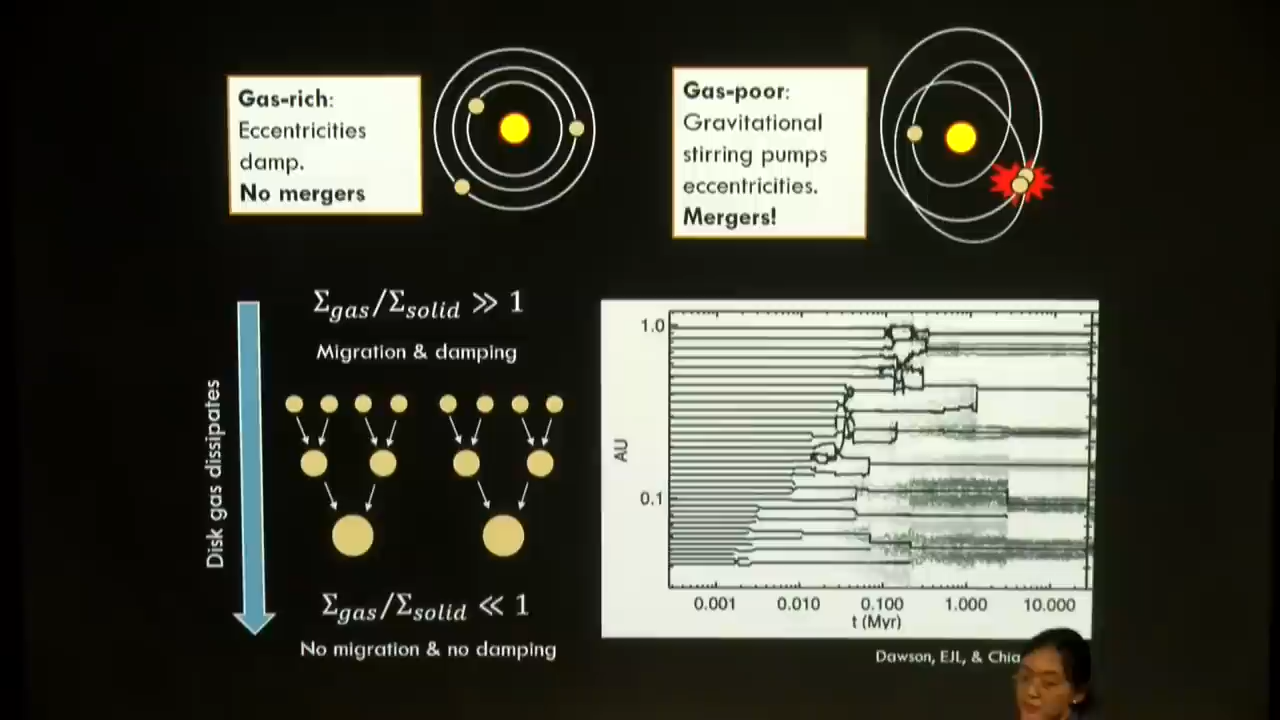 Gas-rich:
Eccentricities
damp.
No mergers
Gas-poor:
Gravitational
stirring pumps
eccentricities.
Mergers!
Disk gas dissipates
Σgas/Σsolid ≫ 1
Migration & damping
Σgas/Σsolid ≪ 1
No migration & no damping
1.0
AU
0.1
0.001 0.010 0.100 1.000 10.000
t (Myr)
Dawson, EJL, & Chia